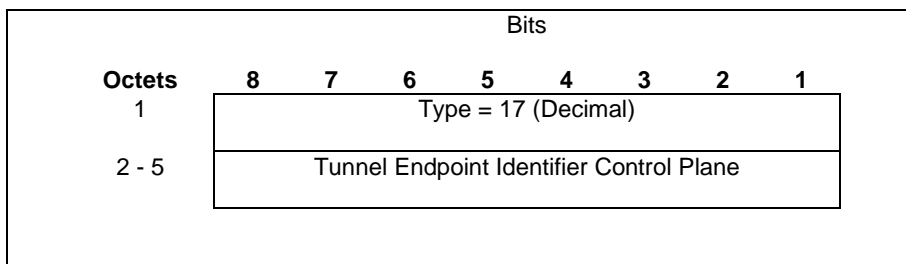 Bits
Octets 8 7 6 5 4 3 2 1
1 Type = 17 (Decimal)
2 - 5 Tunnel Endpoint Identifier Control Plane